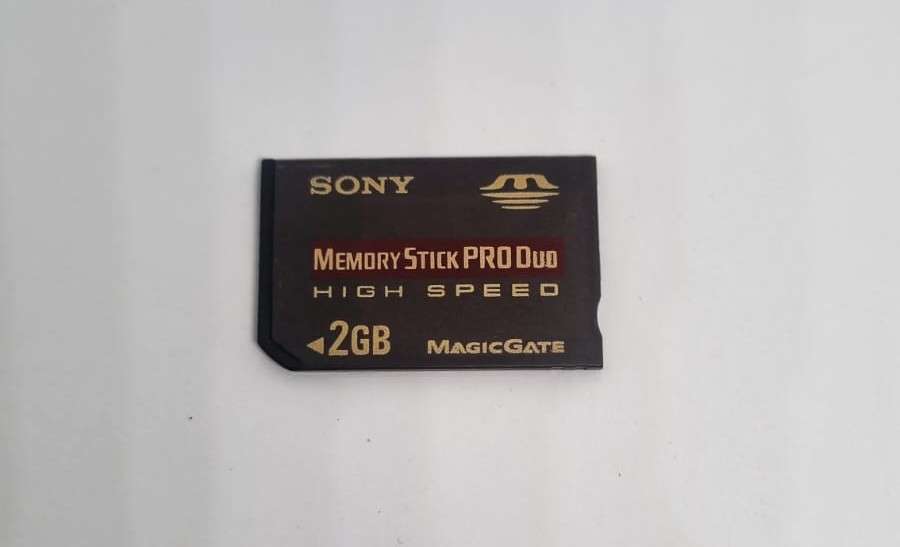 SONY
MEMORY STICK PRO DUO
HIGH SPEED
◀2GB MAGICGATE